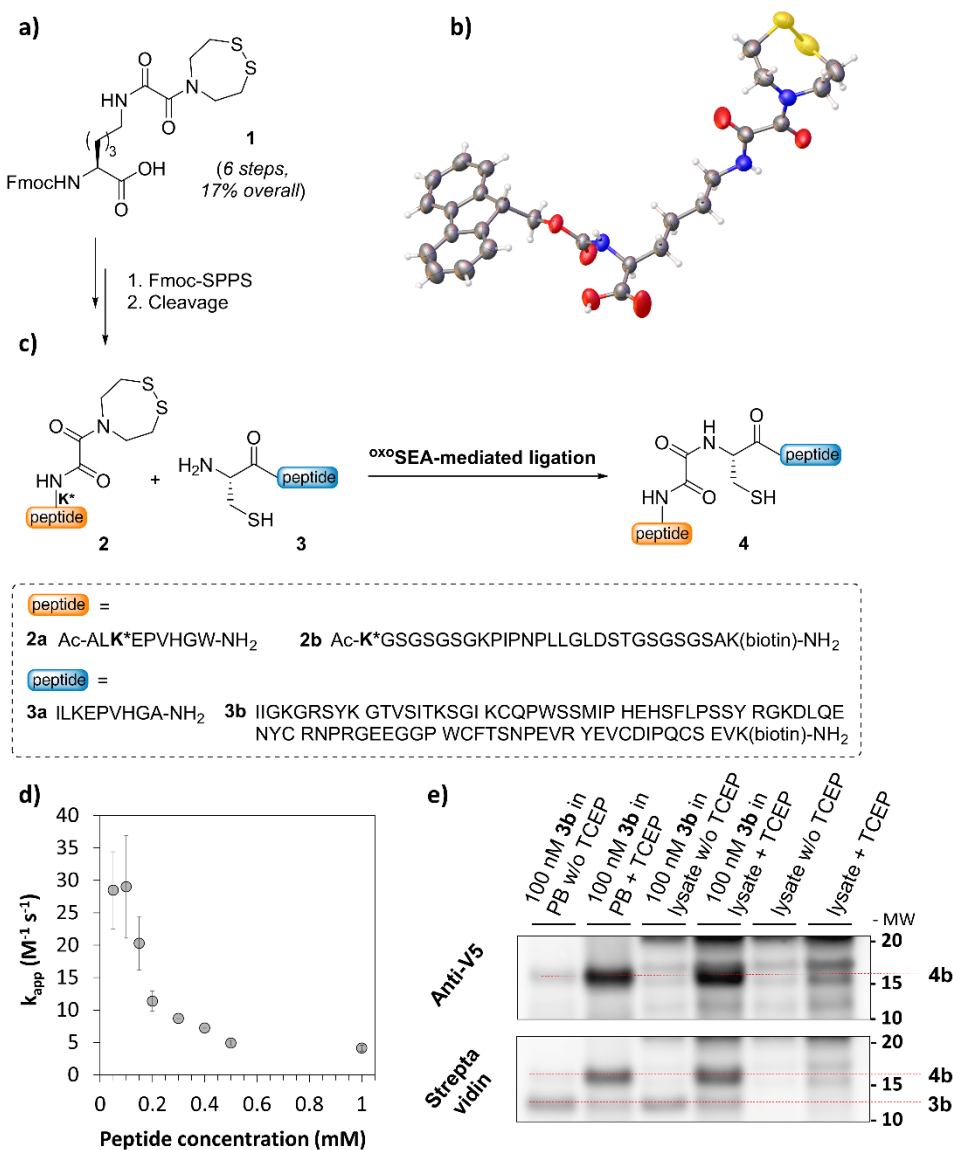 a)
O
S
S
HN
N
O
1
( )3
(6 steps,
17% overall)
FmocHN
OH
O
b)
1. Fmoc-SPPS
2. Cleavage
c)
S
S
O
N
O
HN
K*
peptide
2
+
O
H2N
peptide
SH
3
oxoSEA-mediated ligation
H
N
O
O
peptide
HN
O
SH
peptide
4
peptide =
2a Ac-ALK*EPVHGW-NH2 2b Ac-K*GSGSGSGKPIPNPLLGLDSTGSGSGSAK(biotin)-NH2
peptide =
3a ILKEPVHGA-NH2 3b IIGKGRSYK GTVSITKSGI KCQPWSSMIP HEHSFLPSSY RGKDLQE
NYC RNPRGEEGGP WCFTSNPEVR YEVCDIPQCS EVK(biotin)-NH2
d)
kapp (M-1 s-1)
40
35
30
25
20
15
10
5
0
0 0.2 0.4 0.6 0.8 1
Peptide concentration (mM)
e)
100 nM 3b in
PB w/o TCEP
100 nM 3b in
PB + TCEP
100 nM 3b in
lysate w/o TCEP
100 nM 3b in
lysate + TCEP
lysate w/o TCEP
lysate + TCEP
- MW
Anti-V5
- 20
- 15
- 10
4b
Strepta
vidin
- 20
- 15
- 10
4b
3b